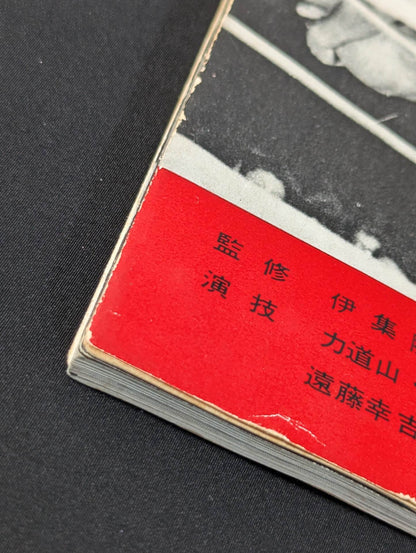 監修 伊集
演技 力道山
遠藤幸吉